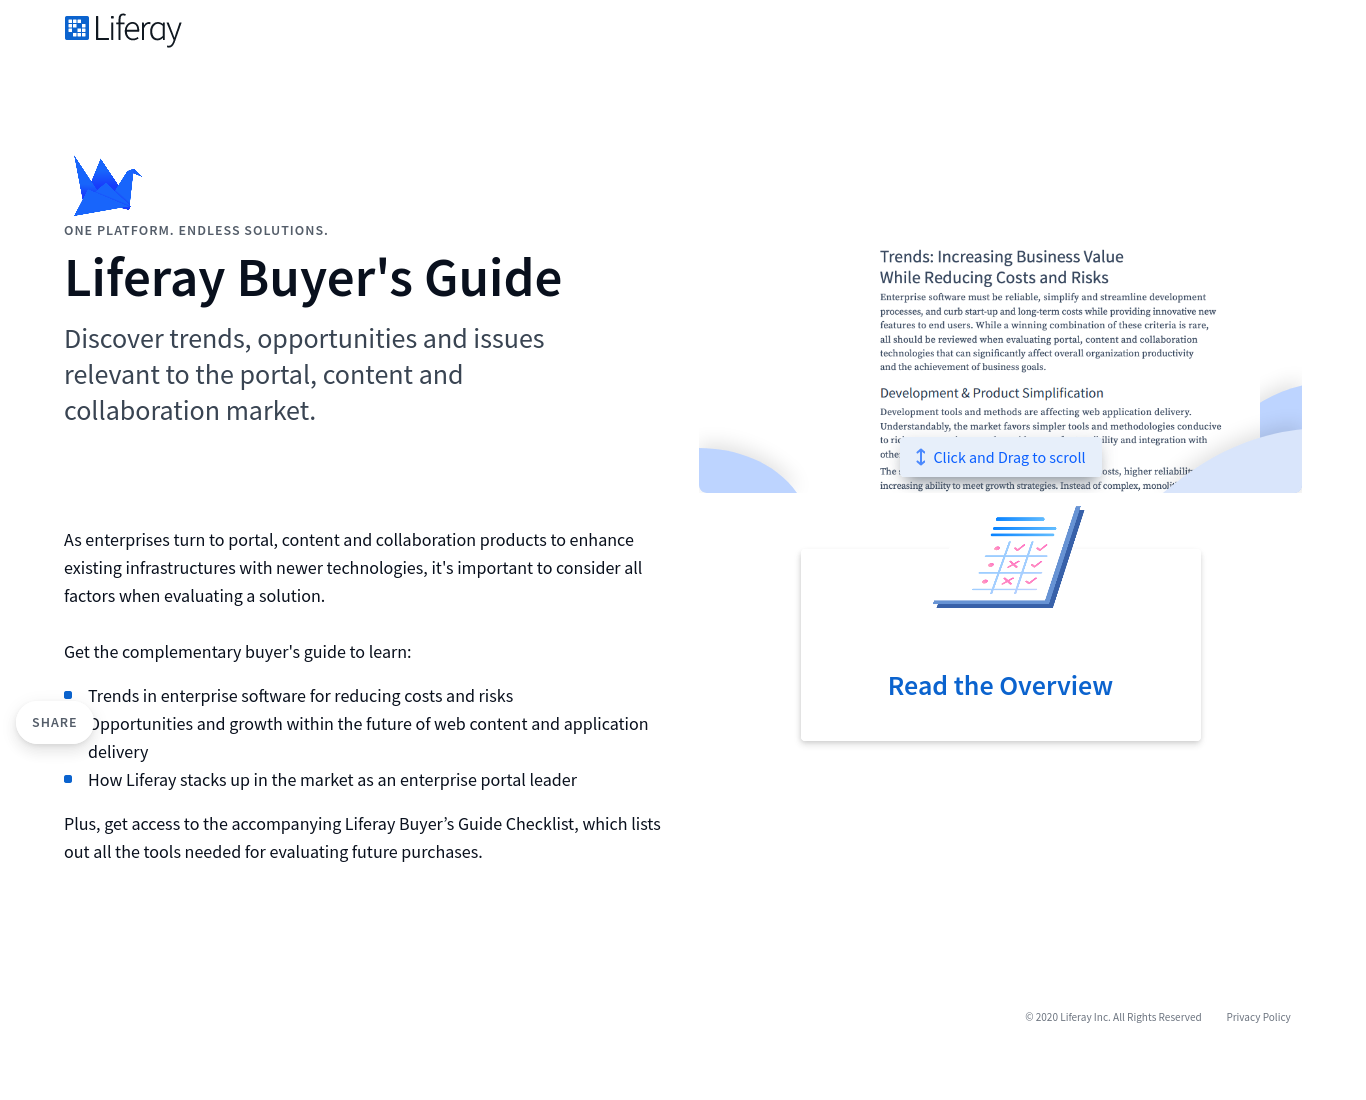 Liferay
ONE PLATFORM. ENDLESS SOLUTIONS.
Liferay Buyer's Guide
Discover trends, opportunities and issues
relevant to the portal, content and
collaboration market.
Trends: Increasing Business Value
While Reducing Costs and Risks
Enterprise software must be reliable, simplify and streamline development
processes, and curb start-up and long-term costs while providing innovative new
features to end users. While a winning combination of these criteria is rare,
all should be reviewed when evaluating portal, content and collaboration
technologies that can significantly affect overall organization productivity
and the achievement of business goals.
Development & Product Simplification
Development tools and methods are affecting web application delivery.
Understandably, the market favors simpler tools and methodologies conducive
to and integration with
Click and Drag to scroll
The costs, higher
increasing ability to meet growth strategies. Instead of complex,
As enterprises turn to portal, content and collaboration products to enhance
existing infrastructures with newer technologies, it's important to consider all
factors when evaluating a solution.
Get the complementary buyer's guide to learn:
Trends in enterprise software for reducing costs and risks
Opportunities and growth within the future of web content and application
delivery
How Liferay stacks up in the market as an enterprise portal leader
SHARE
Plus, get access to the accompanying Liferay Buyer’s Guide Checklist, which lists
out all the tools needed for evaluating future purchases.
Read the Overview
© 2020 Liferay Inc. All Rights Reserved
Privacy Policy